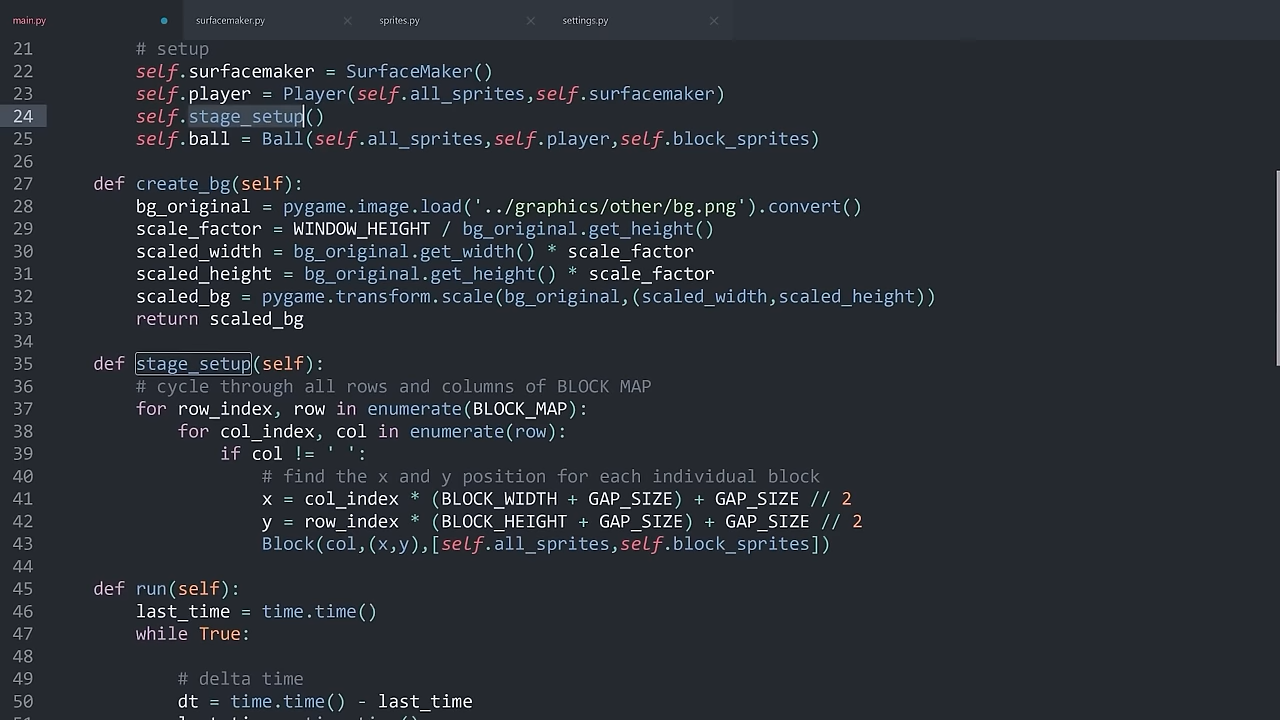 main.py surfacemaker.py sprites.py settings.py
21 # setup
22 self.surfacemaker = SurfaceMaker()
23 self.player = Player(self.all_sprites,self.surfacemaker)
24 self.stage_setup()
25 self.ball = Ball(self.all_sprites,self.player,self.block_sprites)
26
27 def create_bg(self):
28 bg_original = pygame.image.load('../graphics/other/bg.png').convert()
29 scale_factor = WINDOW_HEIGHT / bg_original.get_height()
30 scaled_width = bg_original.get_width() * scale_factor
31 scaled_height = bg_original.get_height() * scale_factor
32 scaled_bg = pygame.transform.scale(bg_original,(scaled_width,scaled_height))
33 return scaled_bg
34
35 def stage_setup(self):
36 # cycle through all rows and columns of BLOCK MAP
37 for row_index, row in enumerate(BLOCK_MAP):
38 for col_index, col in enumerate(row):
39 if col != ' ':
40 # find the x and y position for each individual block
41 x = col_index * (BLOCK_WIDTH + GAP_SIZE) + GAP_SIZE // 2
42 y = row_index * (BLOCK_HEIGHT + GAP_SIZE) + GAP_SIZE // 2
43 Block(col,(x,y),[self.all_sprites,self.block_sprites])
44
45 def run(self):
46 last_time = time.time()
47 while True:
48
49 # delta time
50 dt = time.time() - last_time